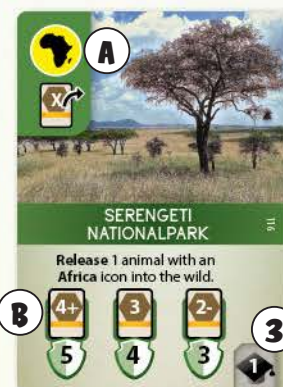 A
X
SERENGETI
NATIONALPARK
116
Release 1 animal with an
Africa icon into the wild.
B
4+ 3 2-
5 4 3
3
1